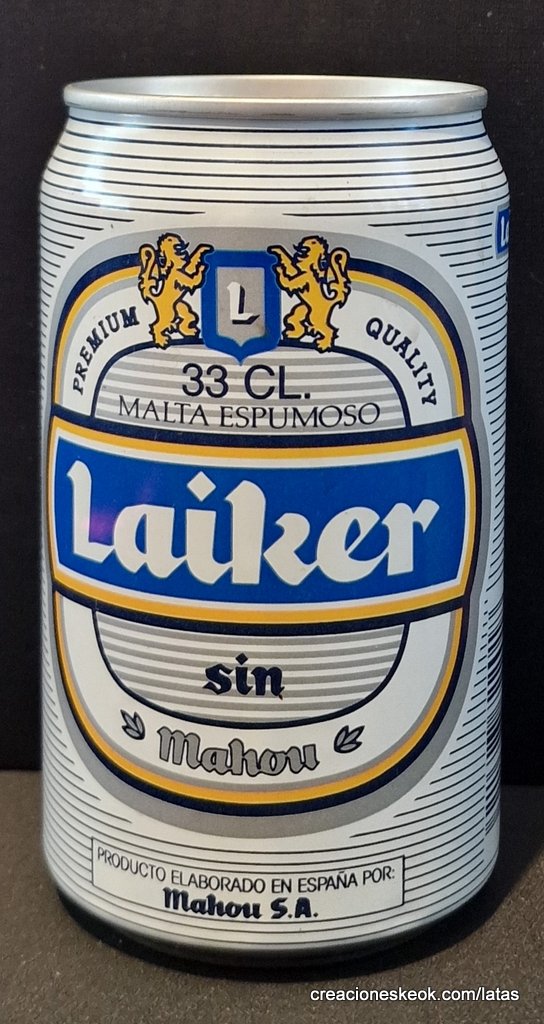 L
PREMIUM QUALITY
33 CL.
MALTA ESPUMOSO
Laiker
sin
Mahou
PRODUCTO ELABORADO EN ESPAÑA POR:
Mahou S.A.
creacioneskeok.com/latas